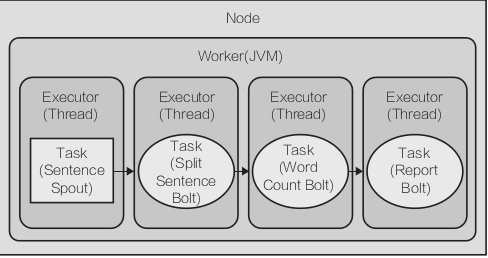 Node
Worker(JVM)
Executor
(Thread)
Task
(Sentence
Spout)
Executor
(Thread)
Task
(Split
Sentence
Bolt)
Executor
(Thread)
Task
(Word
Count Bolt)
Executor
(Thread)
Task
(Report
Bolt)